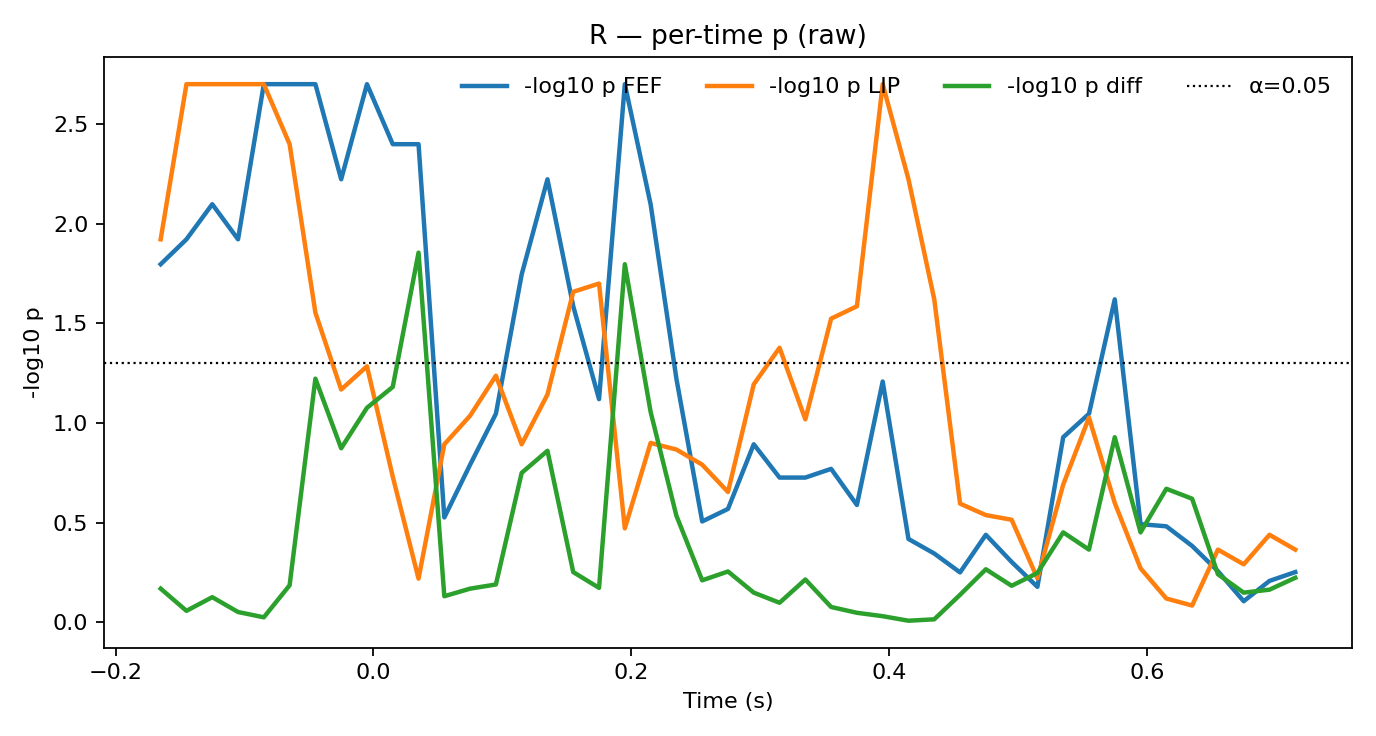 R — per-time p (raw)
-log10 p FEF
-log10 p LIP
-log10 p diff
α=0.05
-log10 p
2.5
2.0
1.5
1.0
0.5
0.0
−0.2
0.0
0.2
0.4
0.6
Time (s)